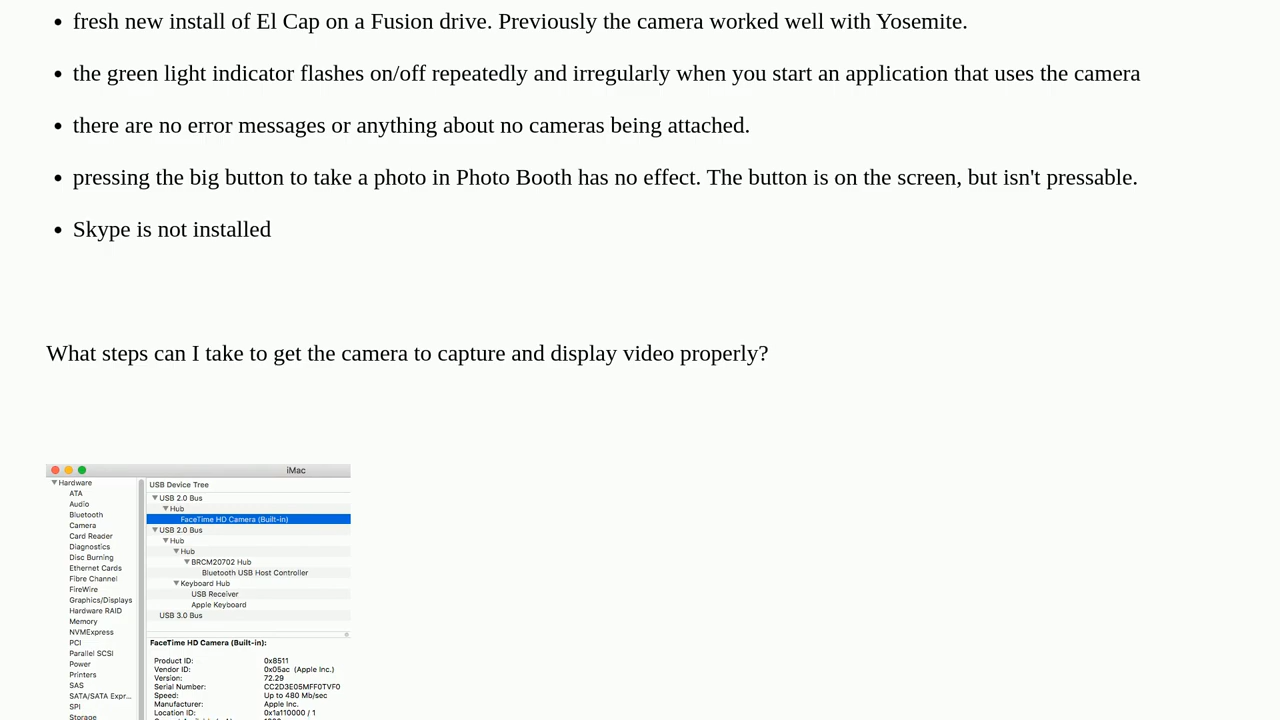 fresh new install of El Cap on a Fusion drive. Previously the camera worked well with Yosemite.
the green light indicator flashes on/off repeatedly and irregularly when you start an application that uses the camera
there are no error messages or anything about no cameras being attached.
pressing the big button to take a photo in Photo Booth has no effect. The button is on the screen, but isn't pressable.
Skype is not installed
What steps can I take to get the camera to capture and display video properly?
iMac
Hardware
ATA
Audio
Bluetooth
Camera
Card Reader
Diagnostics
Disc Burning
Ethernet Cards
Fibre Channel
FireWire
Graphics/Displays
Hardware RAID
Memory
NVMExpress
PCI
Parallel SCSI
Power
Printers
SAS
SATA/SATA Expr...
SPI
Storage
USB Device Tree
USB 2.0 Bus
Hub
FaceTime HD Camera (Built-in)
USB 2.0 Bus
Hub
Hub
BRCM20702 Hub
Bluetooth USB Host Controller
Keyboard Hub
USB Receiver
Apple Keyboard
USB 3.0 Bus
FaceTime HD Camera (Built-in):
Product ID: 0x8511
Vendor ID: 0x05ac (Apple Inc.)
Version: 72.29
Serial Number: CC2D3E05MFF0TVF0
Speed: Up to 480 Mb/sec
Manufacturer: Apple Inc.
Location ID: 0x1a110000 / 1